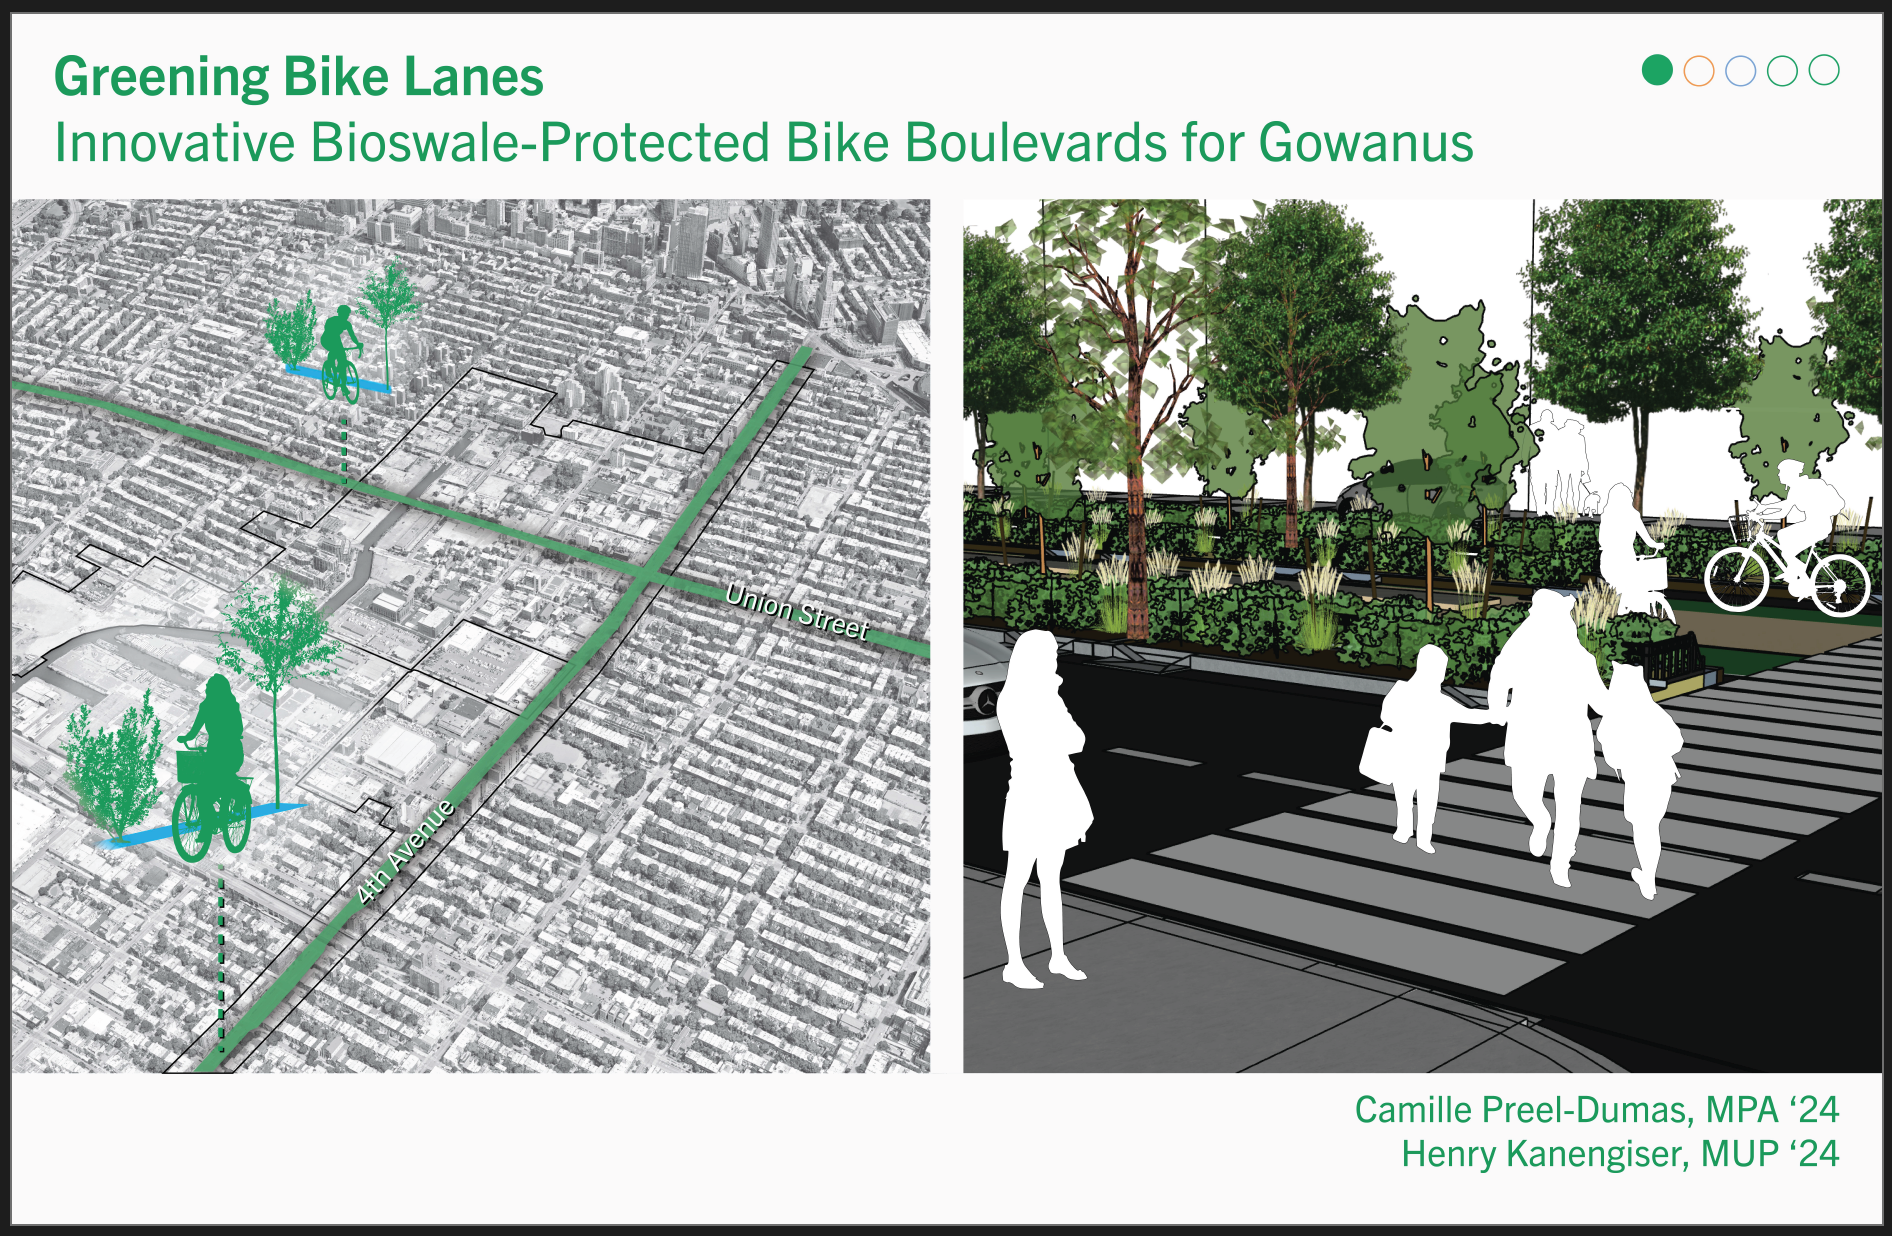 Greening Bike Lanes
Innovative Bioswale-Protected Bike Boulevards for Gowanus
Union Street
4th Avenue
Camille Preel-Dumas, MPA ‘24
Henry Kanengiser, MUP ‘24